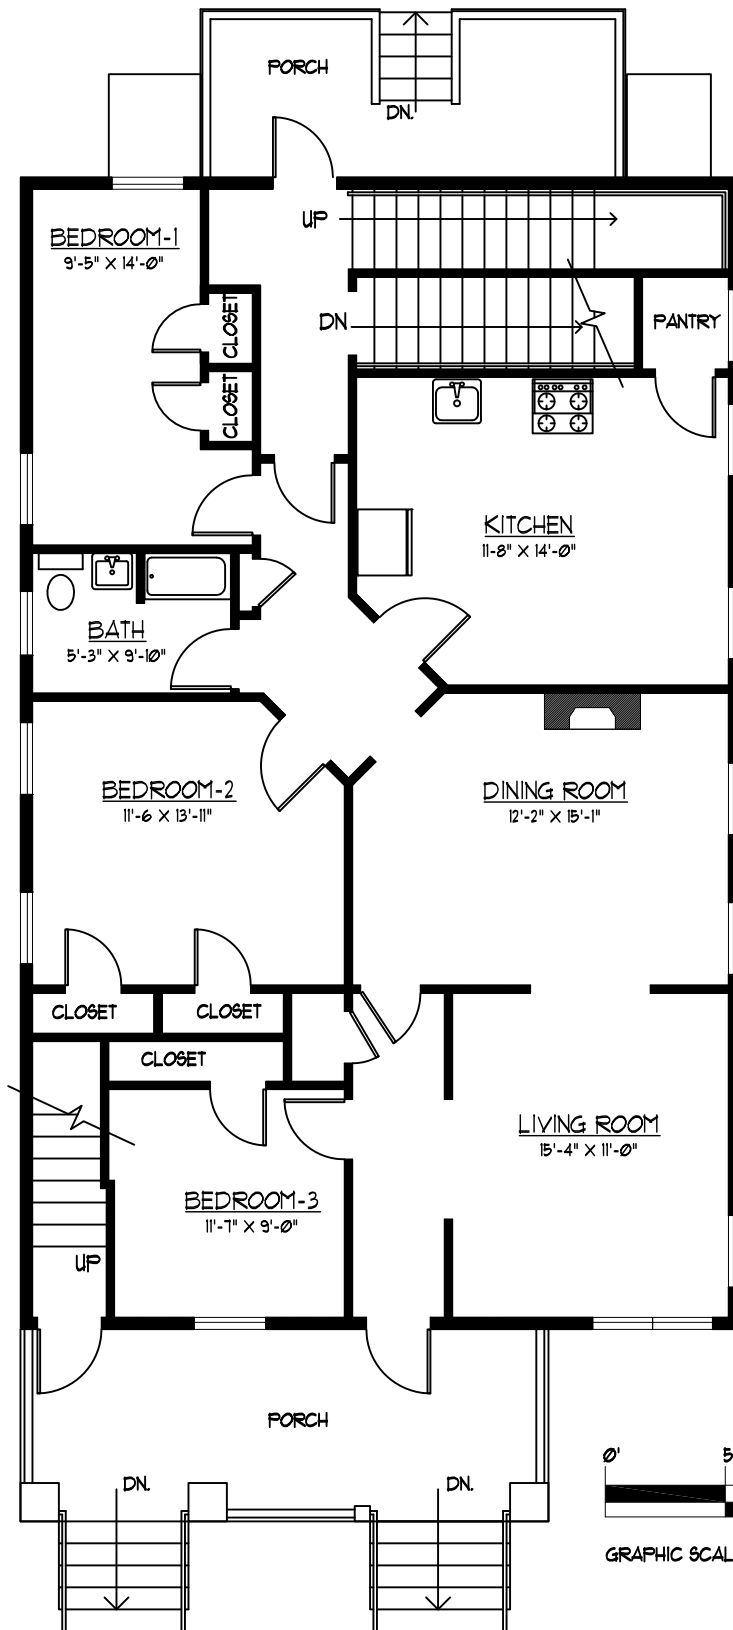 PORCH
DN.
UP
BEDROOM-1
9'-5" X 14'-0"
CLOSET
DN
PANTRY
CLOSET
KITCHEN
11-8" X 14'-0"
BATH
5'-3" X 9'-10"
BEDROOM-2
11'-6 X 13'-11"
DINING ROOM
12'-2" X 15'-1"
CLOSET
CLOSET
CLOSET
LIVING ROOM
15'-4" X 11'-0"
BEDROOM-3
11'-7" X 9'-0"
UP
PORCH
0'
5
DN.
DN.
GRAPHIC SCAL